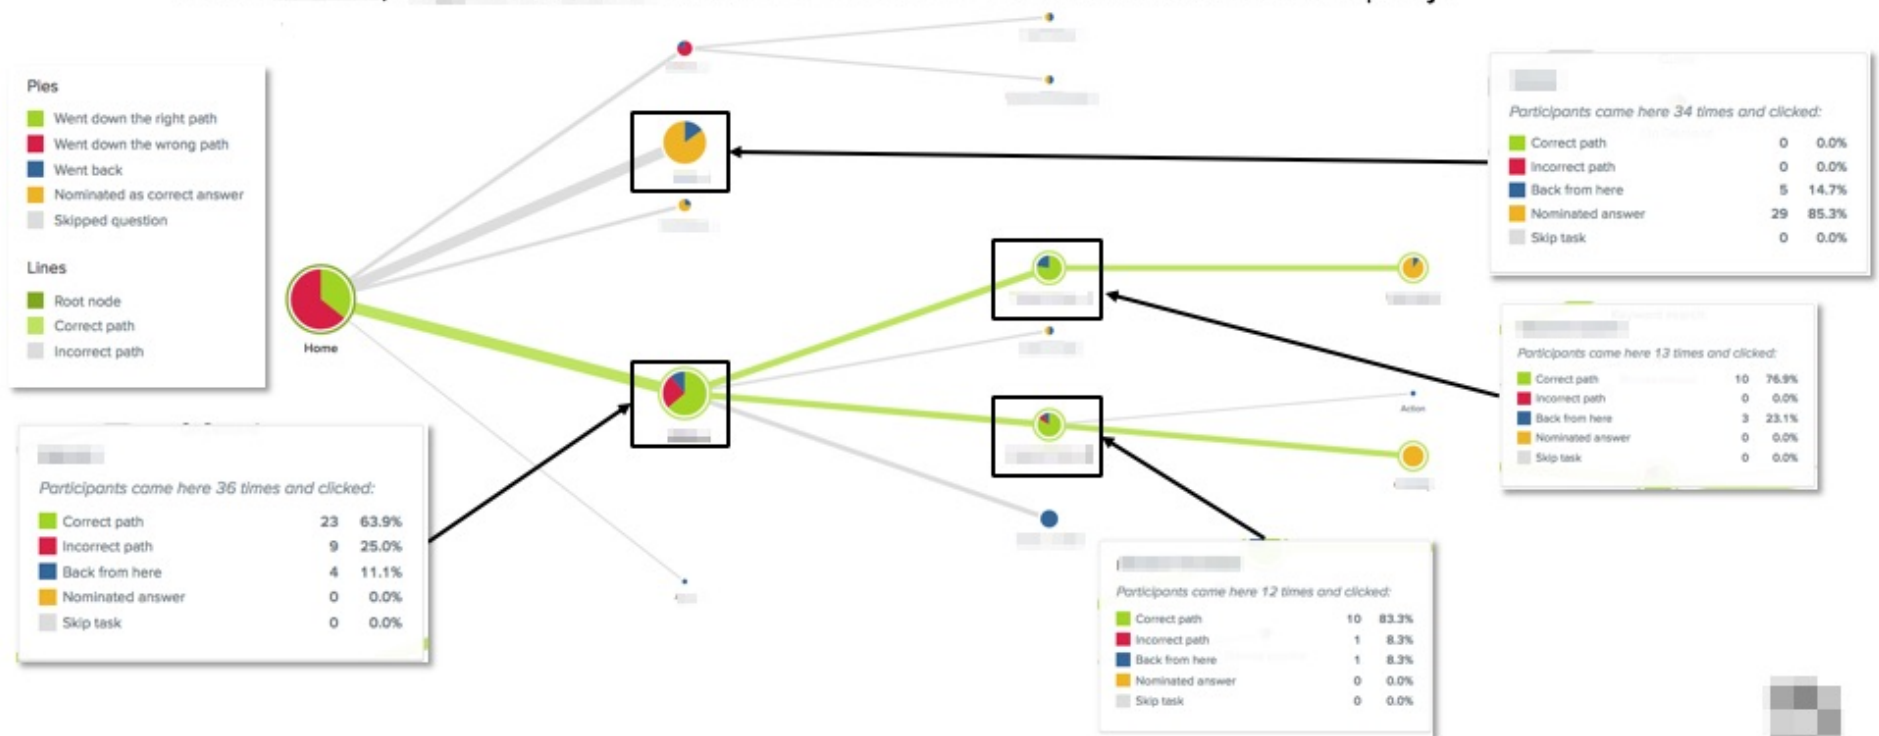 Pies
Went down the right path
Went down the wrong path
Went back
Nominated as correct answer
Skipped question
Lines
Root node
Correct path
Incorrect path
Home
Participants came here 36 times and clicked:
Correct path 23 63.9%
Incorrect path 9 25.0%
Back from here 4 11.1%
Nominated answer 0 0.0%
Skip task 0 0.0%
Participants came here 34 times and clicked:
Correct path 0 0.0%
Incorrect path 0 0.0%
Back from here 5 14.7%
Nominated answer 29 85.3%
Skip task 0 0.0%
Participants came here 13 times and clicked:
Correct path 10 76.9%
Incorrect path 0 0.0%
Back from here 3 23.1%
Nominated answer 0 0.0%
Skip task 0 0.0%
Action
Participants came here 12 times and clicked:
Correct path 10 83.3%
Incorrect path 1 8.3%
Back from here 1 8.3%
Nominated answer 0 0.0%
Skip task 0 0.0%